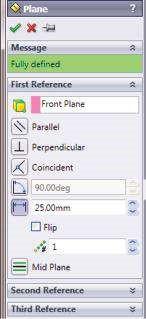 Plane ?
Message
Fully defined
First Reference
Front Plane
Parallel
Perpendicular
Coincident
90.00deg
25.00mm
Flip
1
Mid Plane
Second Reference
Third Reference